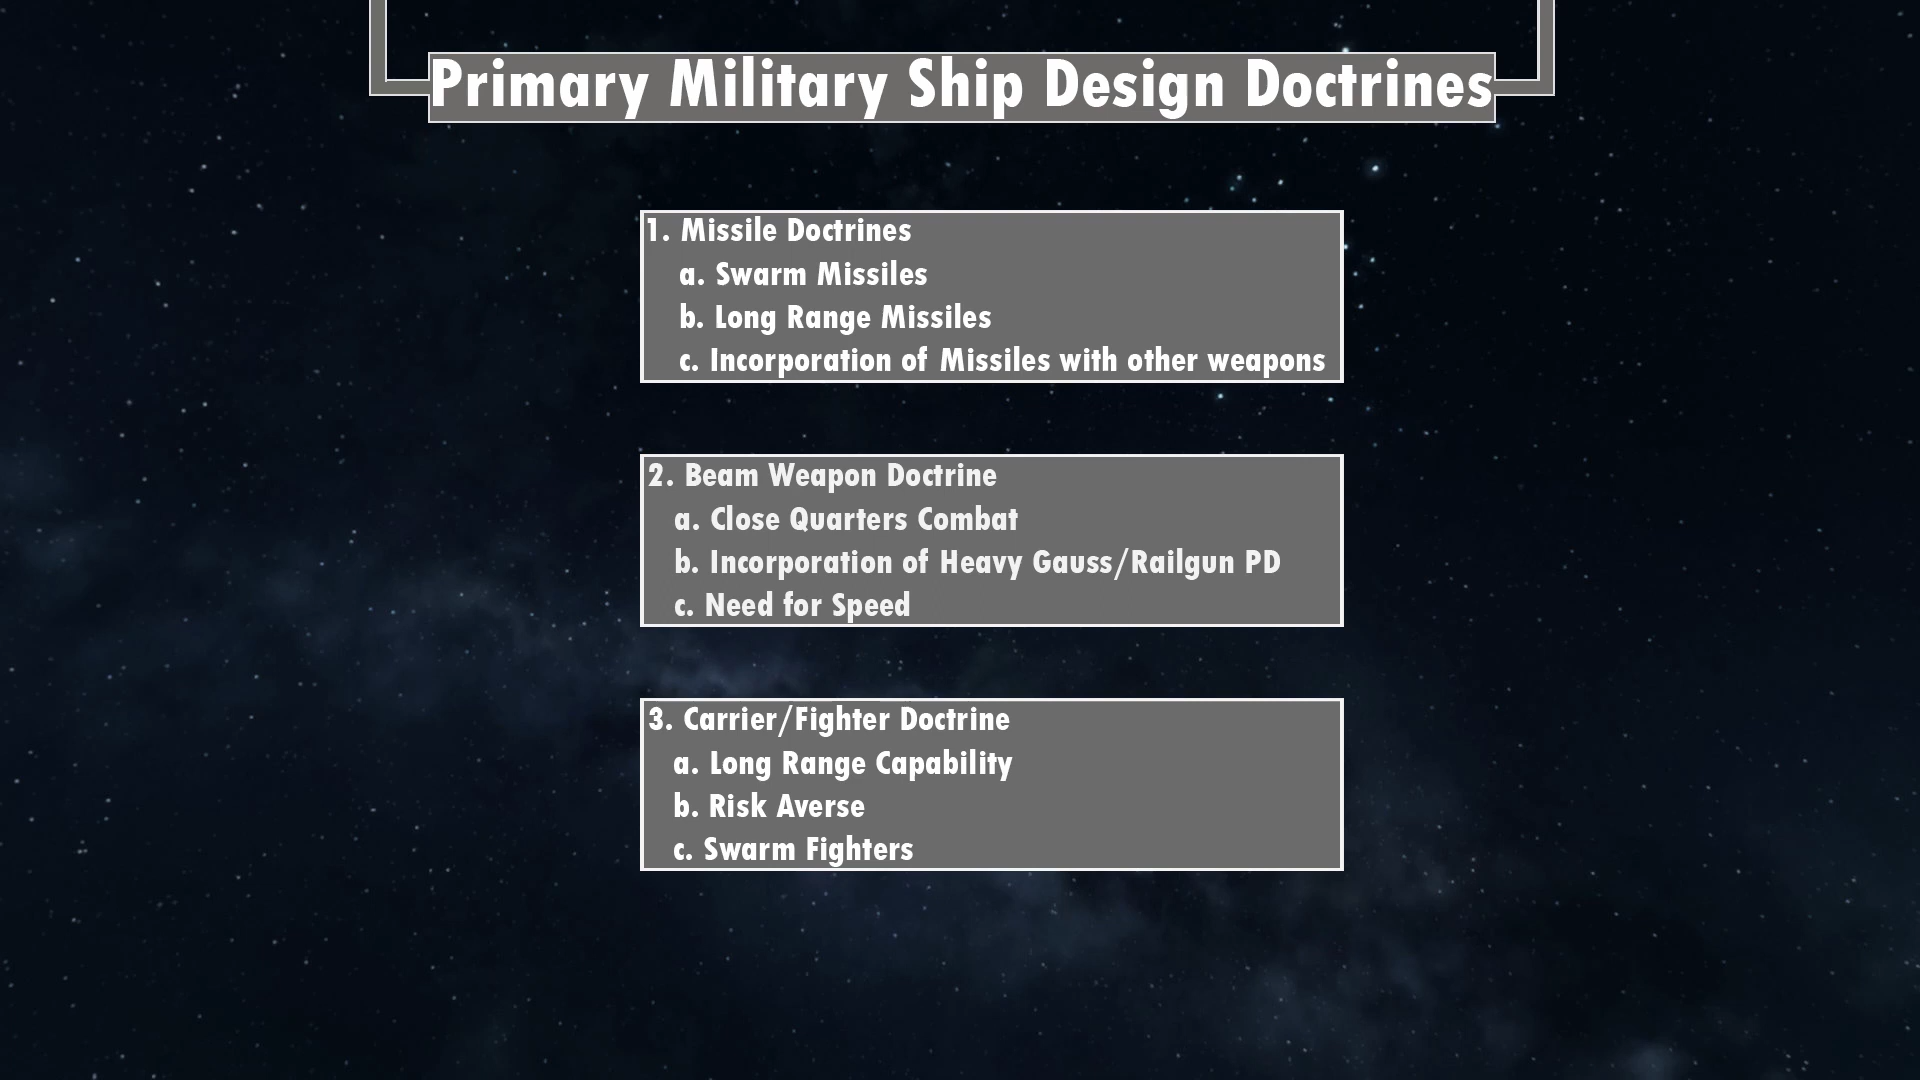 Primary Military Ship Design Doctrines
1. Missile Doctrines
a. Swarm Missiles
b. Long Range Missiles
c. Incorporation of Missiles with other weapons
2. Beam Weapon Doctrine
a. Close Quarters Combat
b. Incorporation of Heavy Gauss/Railgun PD
c. Need for Speed
3. Carrier/Fighter Doctrine
a. Long Range Capability
b. Risk Averse
c. Swarm Fighters